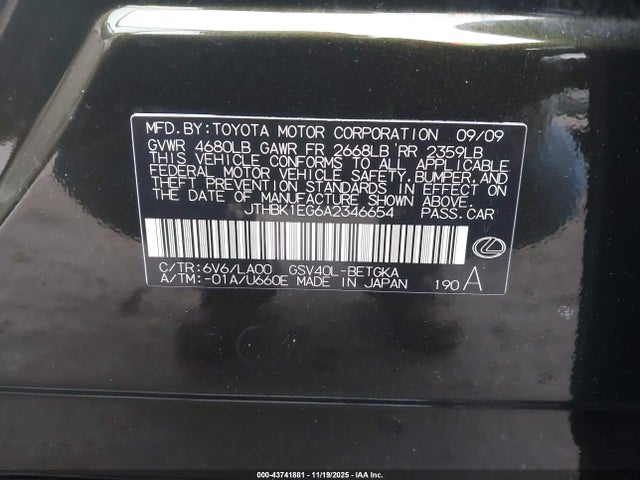 MFD.BY:TOYOTA MOTOR CORPORATION 09/09
GVWR 4680LB GAWR FR 2668LB RR 2359LB
THIS VEHICLE CONFORMS TO ALL APPLICABLE
FEDERAL MOTOR VEHICLE SAFETY,BUMPER,AND
THEFT PREVENTION STANDARDS IN EFFECT ON
THE DATE OF MANUFACTURE SHOWN ABOVE.
JTHBK1EG6A2346654 PASS.CAR
C/TR:6V6/LA00 GSV40L-BETGKA
A/TM:-01A/U660E MADE IN JAPAN 190 A
000-43741881 - 11/19/2025 - IAAI, Inc.